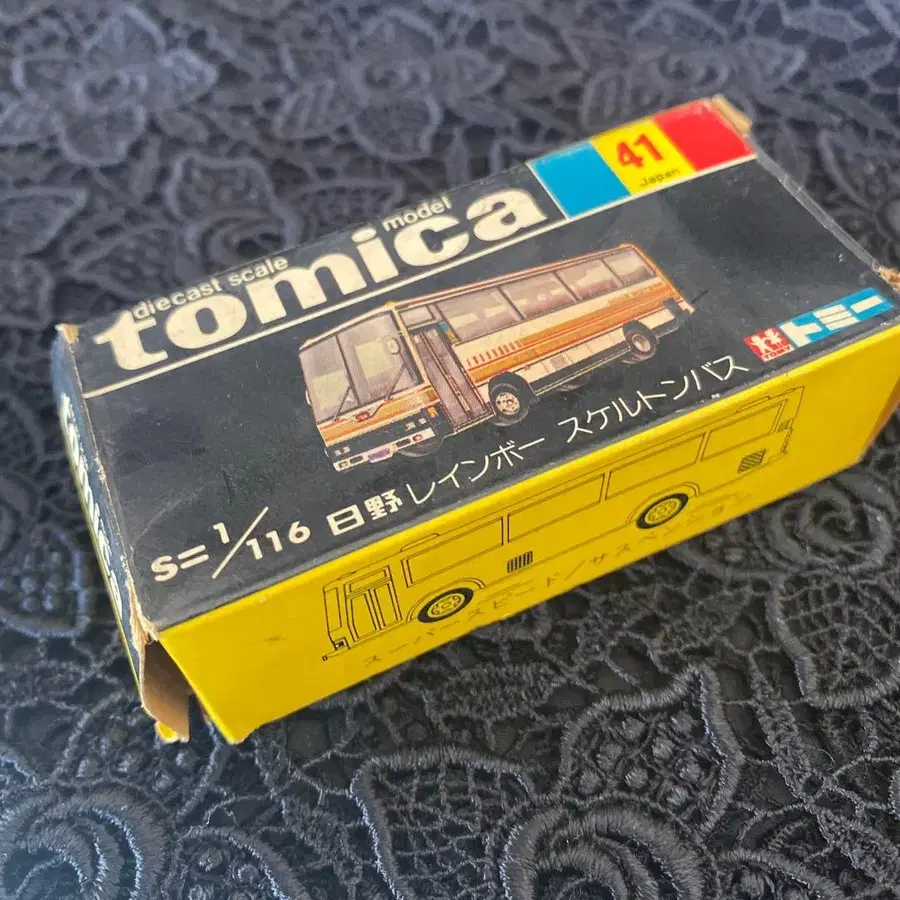 diecast scale model
tomica
41
Japan
TOMY
トミー
S=1/116 日野レインボー スケルトンバス
スーパースピード/サスペンション